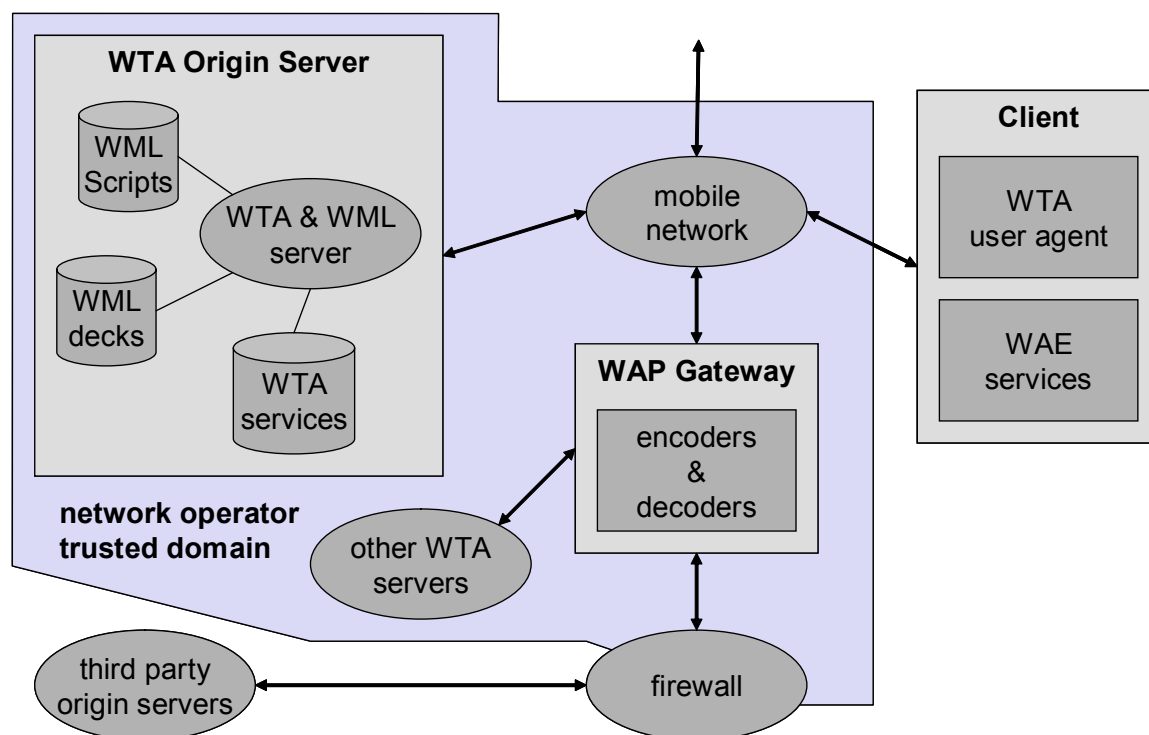 WTA Origin Server
WML
Scripts
WTA & WML
server
WML
decks
WTA
services
network operator
trusted domain
mobile
network
Client
WTA
user agent
WAE
services
WAP Gateway
encoders
&
decoders
other WTA
servers
third party
origin servers
firewall